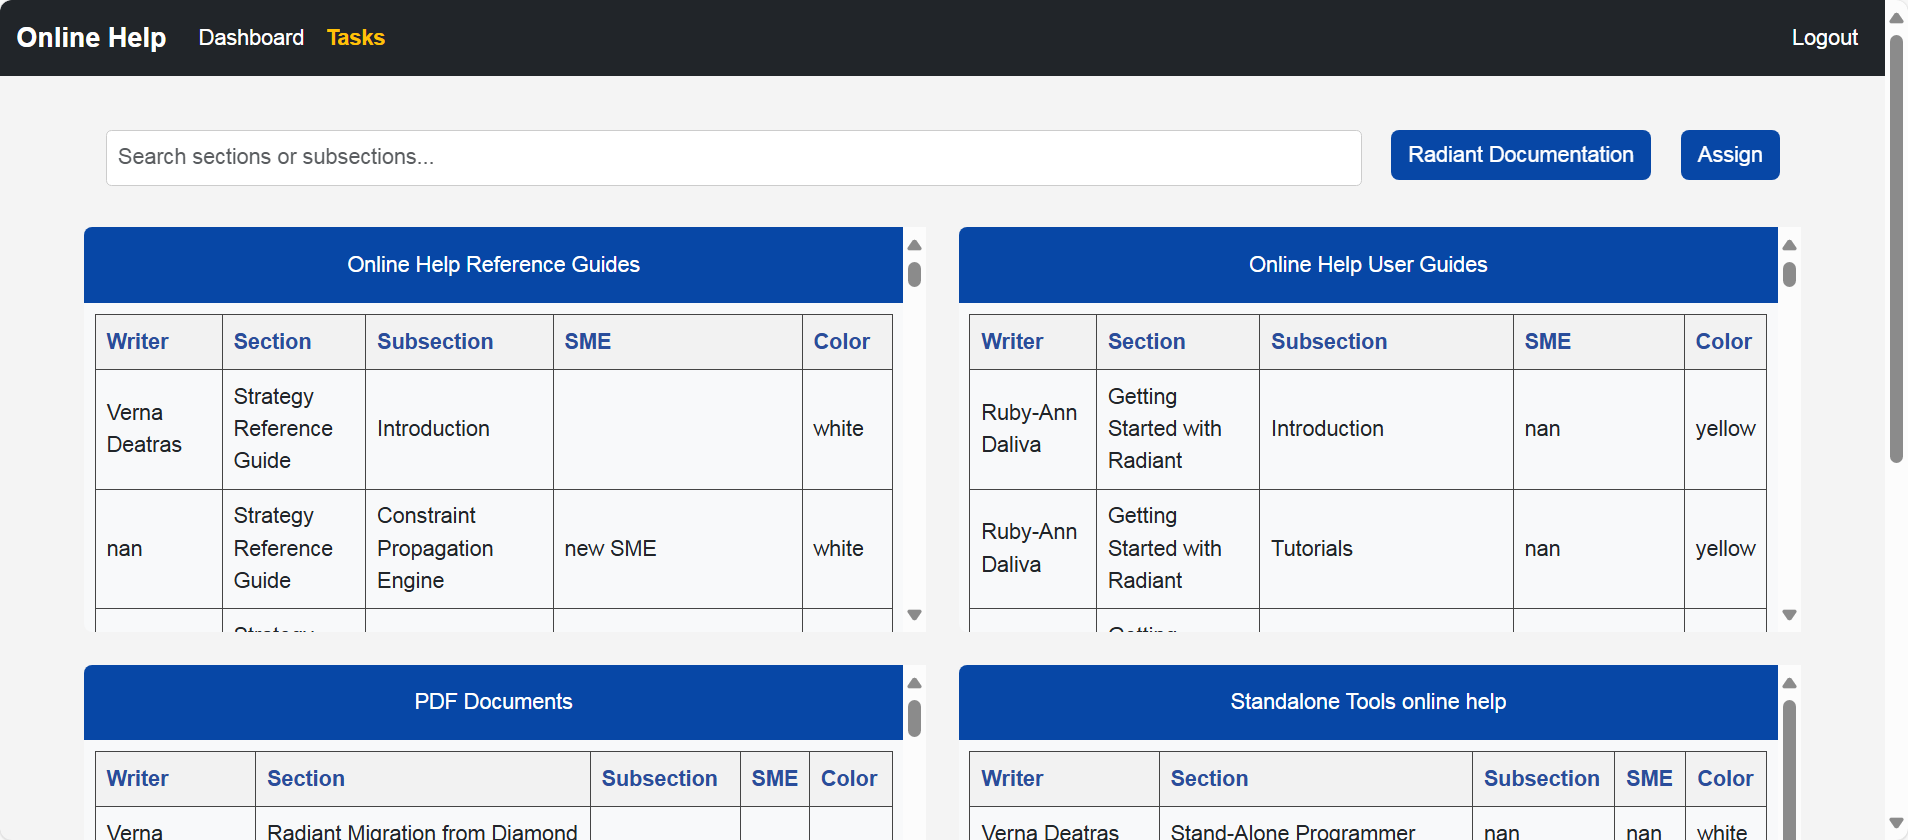 Online Help Dashboard Tasks Logout
Search sections or subsections...
Radiant Documentation
Assign
Online Help Reference Guides
Writer Section Subsection SME Color
Verna Deatras Strategy Reference Guide Introduction white
nan Strategy Reference Guide Constraint Propagation Engine new SME white
Online Help User Guides
Writer Section Subsection SME Color
Ruby-Ann Daliva Getting Started with Radiant Introduction nan yellow
Ruby-Ann Daliva Getting Started with Radiant Tutorials nan yellow
PDF Documents
Writer Section Subsection SME Color
Verna Radiant Migration from Diamond
Standalone Tools online help
Writer Section Subsection SME Color
Verna Deatras Stand-Alone Programmer nan nan white